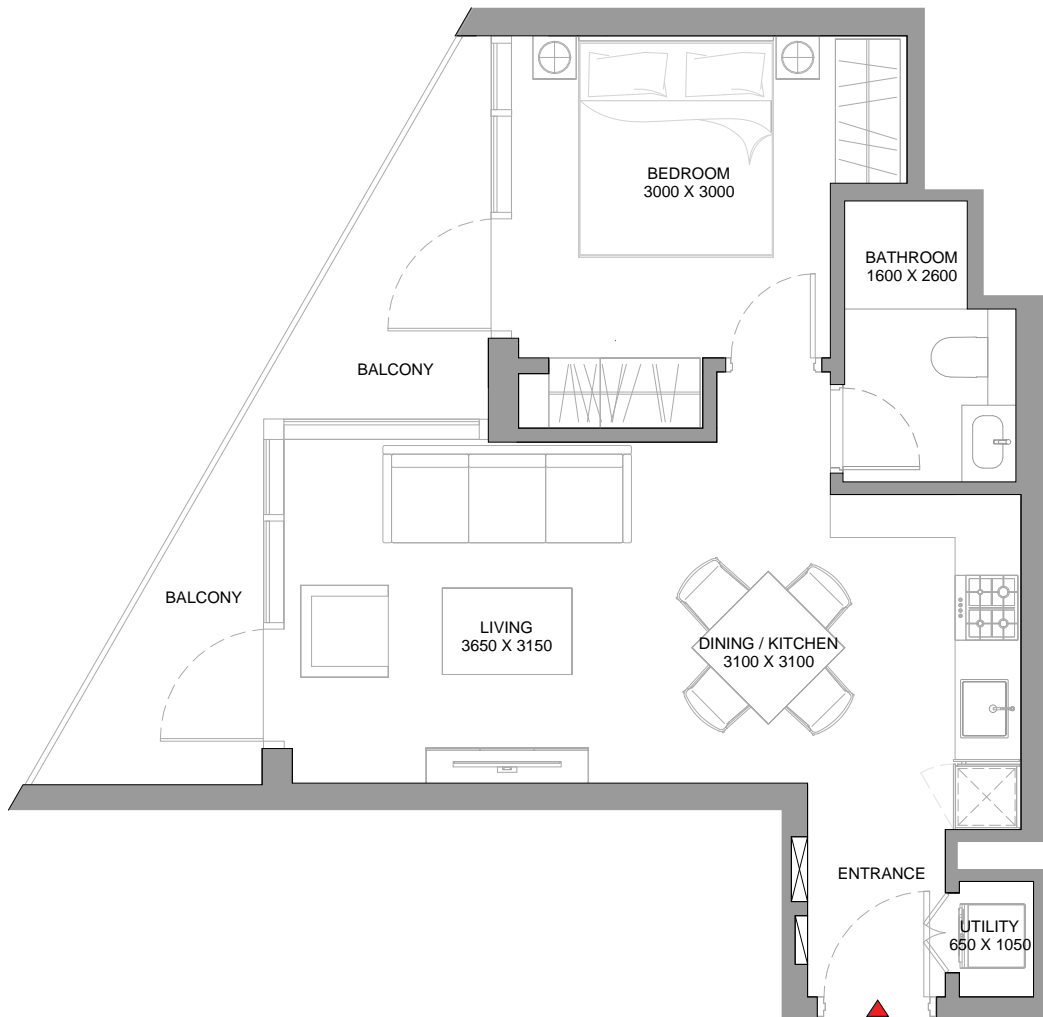 BEDROOM
3000 X 3000
BATHROOM
1600 X 2600
BALCONY
BALCONY
LIVING
3650 X 3150
DINING / KITCHEN
3100 X 3100
ENTRANCE
UTILITY
650 X 1050